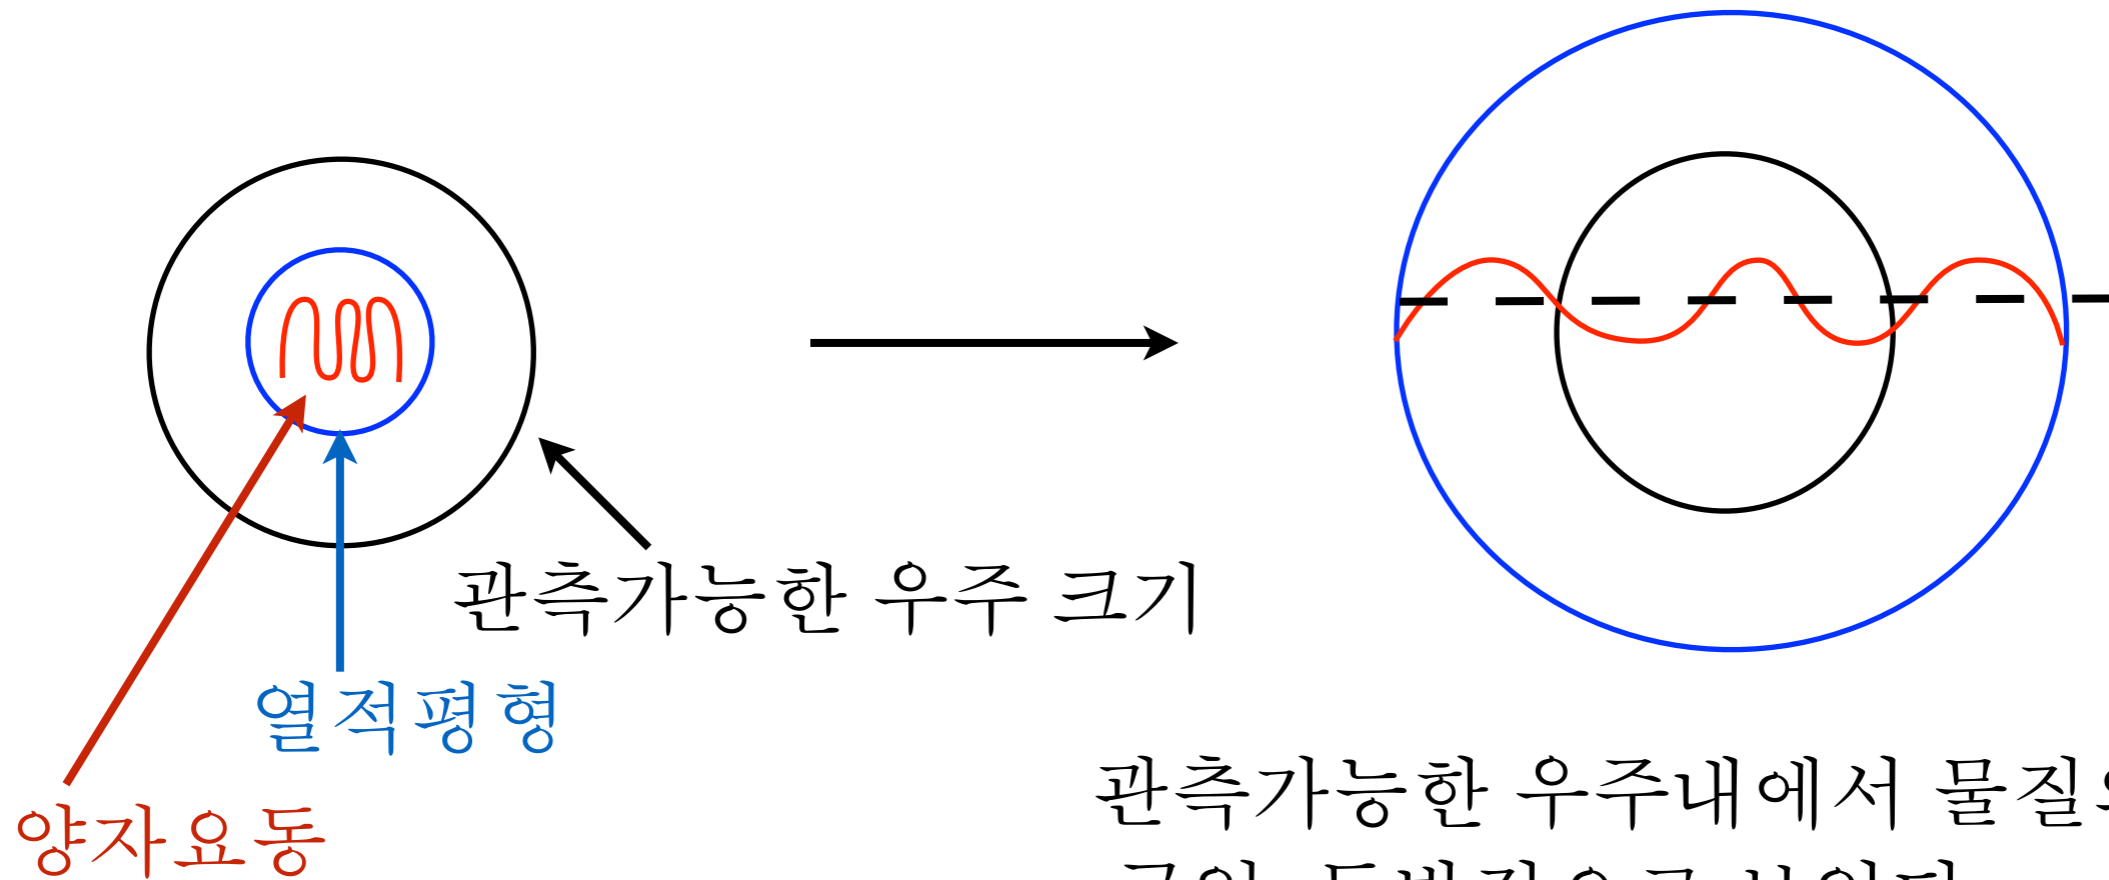 관측가능한 우주 크기
열적평형
양자요동
관측가능한 우주내에서 물질